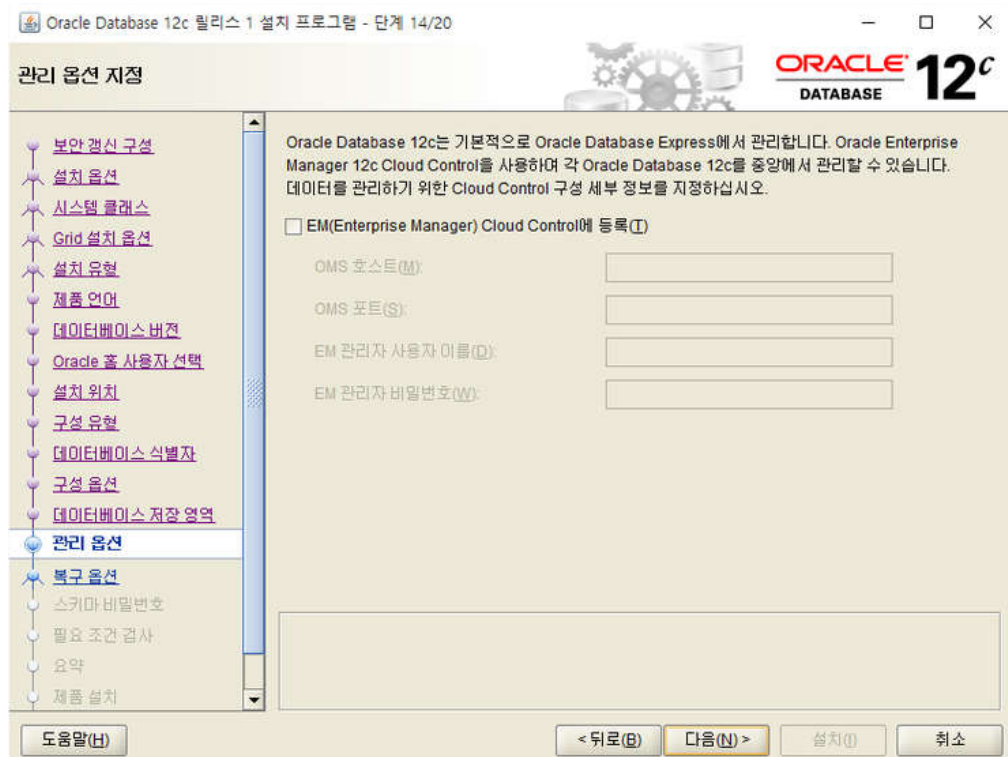 Oracle Database 12c 릴리스 1 설치 프로그램 - 단계 14/20
관리 옵션 지정
ORACLE
DATABASE
12c
보안 갱신 구성
설치 옵션
시스템 클래스
Grid 설치 옵션
설치 유형
제품 언어
데이터베이스 버전
Oracle 홈 사용자 선택
설치 위치
구성 유형
데이터베이스 식별자
구성 옵션
데이터베이스 저장 영역
관리 옵션
복구 옵션
스키마 비밀번호
필요 조건 검사
요약
제품 설치
Oracle Database 12c는 기본적으로 Oracle Database Express에서 관리합니다. Oracle Enterprise
Manager 12c Cloud Control을 사용하여 각 Oracle Database 12c를 중앙에서 관리할 수 있습니다.
데이터를 관리하기 위한 Cloud Control 구성 세부 정보를 지정하십시오.
EM(Enterprise Manager) Cloud Control에 등록(T)
OMS 호스트(M):
OMS 포트(S):
EM 관리자 사용자 이름(D):
EM 관리자 비밀번호(W):
도움말(H)
< 뒤로(B)
다음(N) >
설치(I)
취소